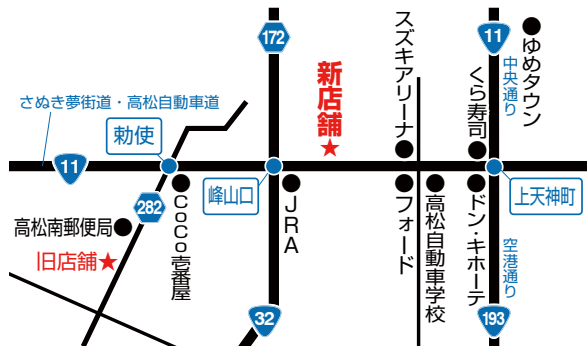 172
11
中央通り
ゆめタウン
くら寿司
スズキアリーナ
新店舗
★
さぬき夢街道・高松自動車道
勅使
11
峰山口
上天神町
282
CoCo壱番屋
JRA
フォード
高松自動車学校
ドン・キホーテ
空港通り
高松南郵便局
旧店舗★
32
193